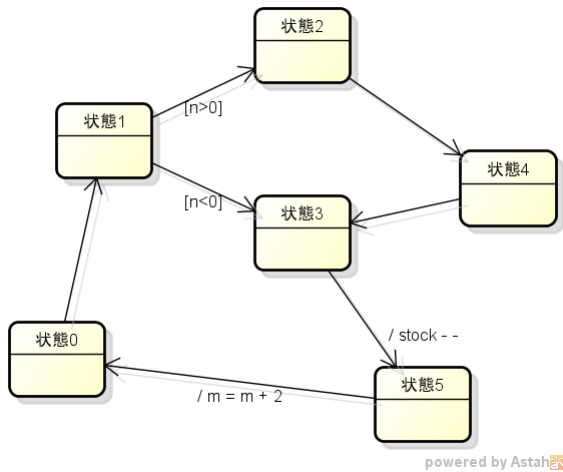 状態2
状態1
[n>0]
状態4
[n<0]
状態3
状態0
/ stock - -
状態5
/ m = m + 2
powered by Astah